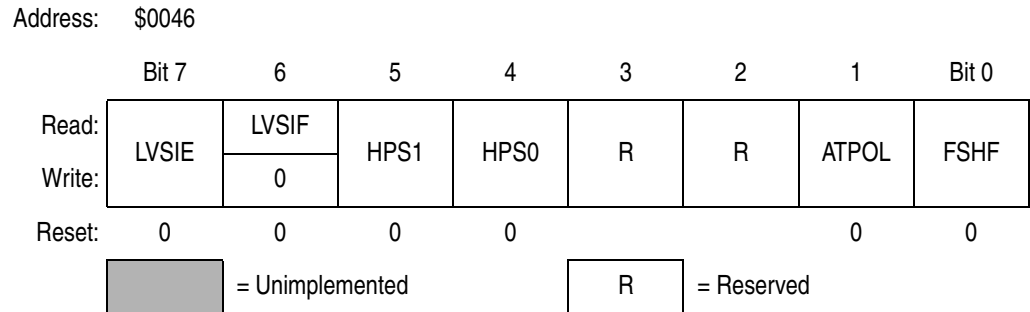 Address: $0046
Bit 7 6 5 4 3 2 1 Bit 0
Read: LVSIE LVSIF HPS1 HPS0 R R ATPOL FSHF
Write: 0
Reset: 0 0 0 0 0 0
= Unimplemented R = Reserved